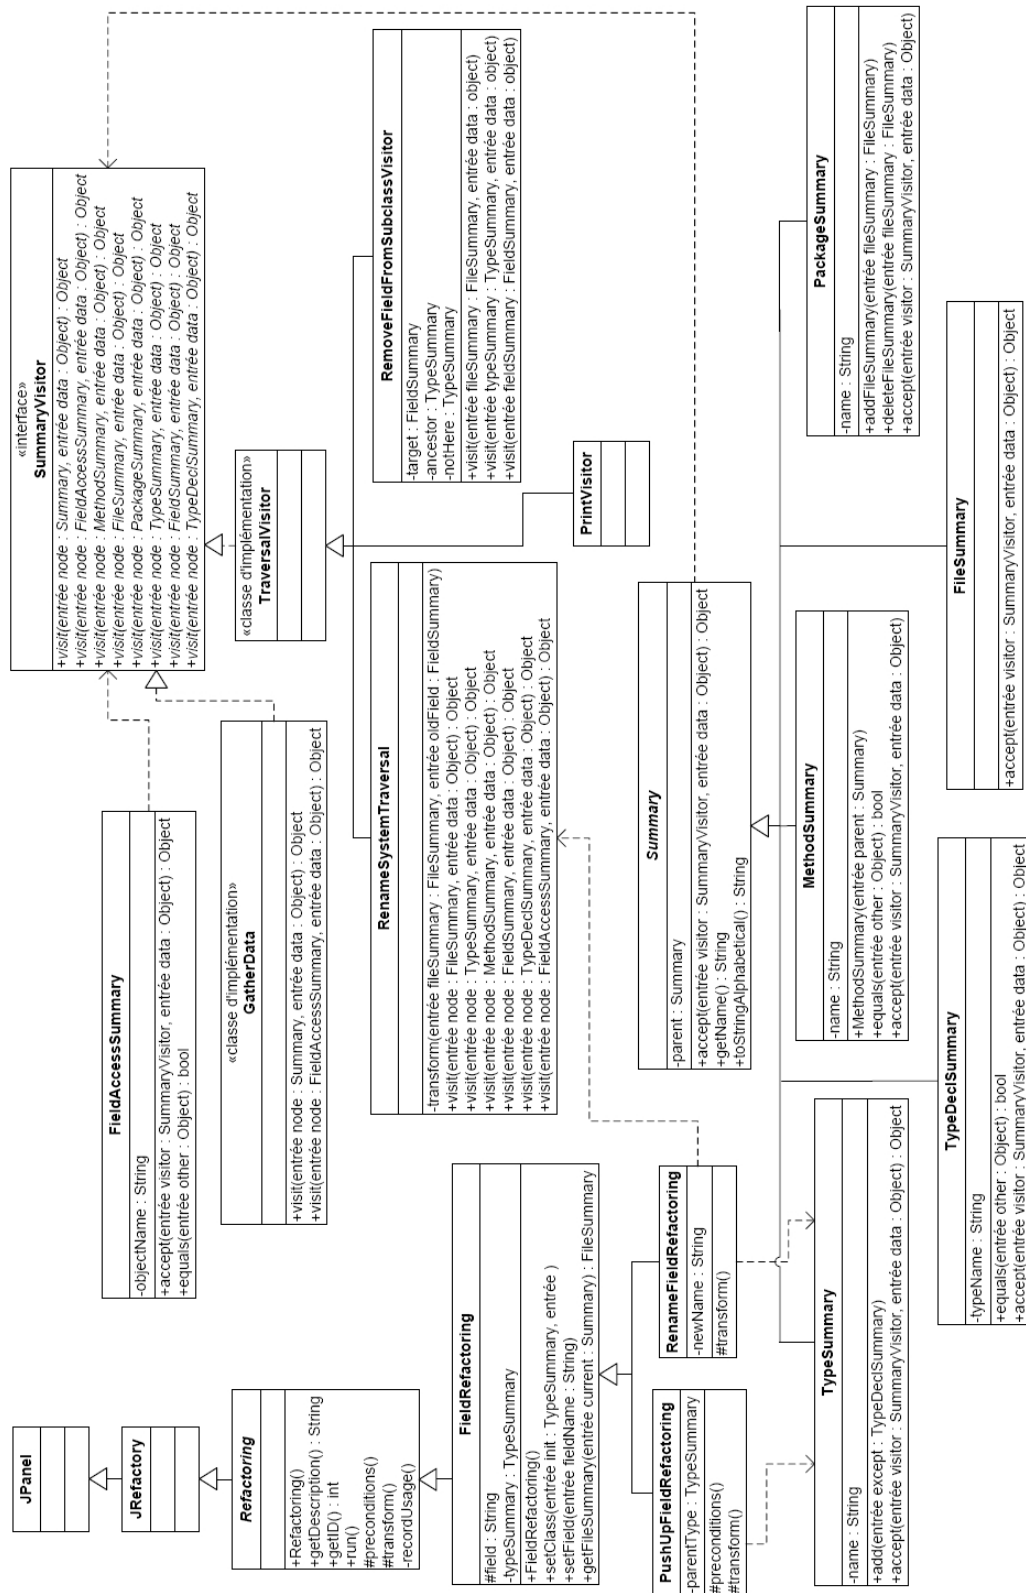 JPanel
JRefactory
Refactoring
+Refactoring()
+getDescription() : String
+getID() : int
+run()
#preconditions()
#transform()
-recordUsage()
FieldRefactoring
#field : String
-typeSummary : TypeSummary
+FieldRefactoring()
+setClass(entrée init : TypeSummary, entrée )
+setField(entrée fieldName : String)
+getFileSummary(entrée current : Summary) : FileSummary
PushUpFieldRefactoring
-parentType : TypeSummary
#preconditions()
#transform()
RenameFieldRefactoring
-newName : String
#transform()
FieldAccessSummary
-objectName : String
+accept(entrée visitor : SummaryVisitor, entrée data : Object) : Object
+equals(entrée other : Object) : bool
«classe d'implémentation»
GatherData
+visit(entrée node : Summary, entrée data : Object) : Object
+visit(entrée node : FieldAccessSummary, entrée data : Object) : Object
«interface»
SummaryVisitor
+visit(entrée node : Summary, entrée data : Object) : Object
+visit(entrée node : FieldAccessSummary, entrée data : Object) : Object
+visit(entrée node : MethodSummary, entrée data : Object) : Object
+visit(entrée node : FileSummary, entrée data : Object) : Object
+visit(entrée node : PackageSummary, entrée data : Object) : Object
+visit(entrée node : TypeSummary, entrée data : Object) : Object
+visit(entrée node : FieldSummary, entrée data : Object) : Object
+visit(entrée node : TypeDeclSummary, entrée data : Object) : Object
«classe d'implémentation»
TraversalVisitor
RenameSystemTraversal
-transform(entrée fileSummary : FileSummary, entrée oldField : FieldSummary)
+visit(entrée node : FileSummary, entrée data : Object) : Object
+visit(entrée node : TypeSummary, entrée data : Object) : Object
+visit(entrée node : MethodSummary, entrée data : Object) : Object
+visit(entrée node : FieldSummary, entrée data : Object) : Object
+visit(entrée node : TypeDeclSummary, entrée data : Object) : Object
+visit(entrée node : FieldAccessSummary, entrée data : Object) : Object
RemoveFieldFromSubclassVisitor
-target : FieldSummary
-ancestor : TypeSummary
-notHere : TypeSummary
+visit(entrée fileSummary : FileSummary, entrée data : object)
+visit(entrée typeSummary : TypeSummary, entrée data : object)
+visit(entrée fieldSummary : FieldSummary, entrée data : object)
PrintVisitor
Summary
-parent : Summary
+accept(entrée visitor : SummaryVisitor, entrée data : Object) : Object
+getName() : String
+toStringAlphabetical() : String
TypeSummary
-name : String
+add(entrée except : TypeDeclSummary)
+accept(entrée visitor : SummaryVisitor, entrée data : Object) : Object
MethodSummary
-name : String
+MethodSummary(entrée parent : Summary)
+equals(entrée other : Object) : bool
+accept(entrée visitor : SummaryVisitor, entrée data : Object)
PackageSummary
-name : String
+addFileSummary(entrée fileSummary : FileSummary)
+deleteFileSummary(entrée fileSummary : FileSummary)
+accept(entrée visitor : SummaryVisitor, entrée data : Object)
TypeDeclSummary
-typeName : String
+equals(entrée other : Object) : bool
+accept(entrée visitor : SummaryVisitor, entrée data : Object) : Object
FileSummary
+accept(entrée visitor : SummaryVisitor, entrée data : Object) : Object